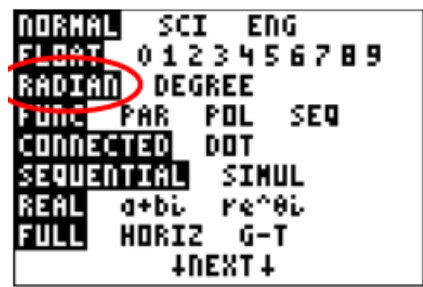 NORMAL SCI ENG
FLOAT 0 1 2 3 4 5 6 7 8 9
RADIAN DEGREE
FUNC PAR POL SEQ
CONNECTED DOT
SEQUENTIAL SIMUL
REAL a+bi re^θi
FULL HORIZ G-T
↓NEXT↓